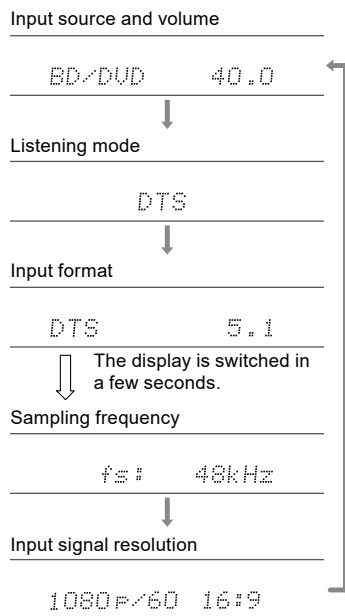 Input source and volume
BD/DVD 40.0
Listening mode
DTS
Input format
DTS 5.1
The display is switched in
a few seconds.
Sampling frequency
fs: 48kHz
Input signal resolution
1080p/60 16:9